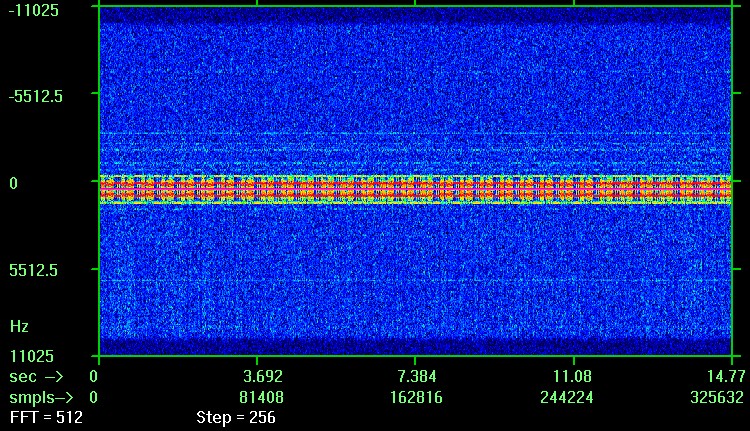 -11025
-5512.5
0
5512.5
Hz
11025
sec -> 0 3.692 7.384 11.08 14.77
smpls-> 0 81408 162816 244224 325632
FFT = 512 Step = 256